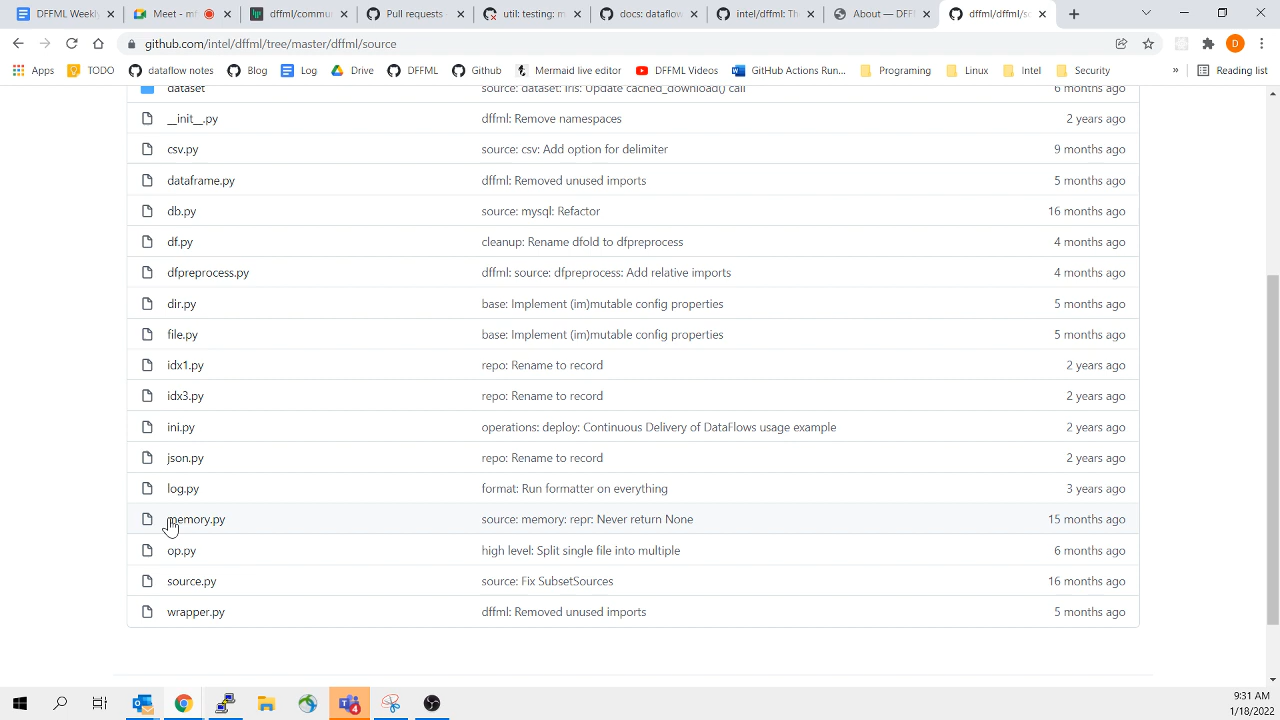 DFFML Weekly
Meet - mf
dffml/commu
Pull requests
util: testing: m
docs: dataflow
intel/dffml: Th
About — DFFI
dffml/dffml/so
github.com/intel/dffml/tree/master/dffml/source
Apps TODO dataflow notes Blog Log Drive DFFML Github Mermaid live editor DFFML Videos GitHub Actions Run... Programing Linux Intel Security » Reading list
dataset source: dataset: iris: Update cached_download() call 6 months ago
__init__.py dffml: Remove namespaces 2 years ago
csv.py source: csv: Add option for delimiter 9 months ago
dataframe.py dffml: Removed unused imports 5 months ago
db.py source: mysql: Refactor 16 months ago
df.py cleanup: Rename dfold to dfpreprocess 4 months ago
dfpreprocess.py dffml: source: dfpreprocess: Add relative imports 4 months ago
dir.py base: Implement (im)mutable config properties 5 months ago
file.py base: Implement (im)mutable config properties 5 months ago
idx1.py repo: Rename to record 2 years ago
idx3.py repo: Rename to record 2 years ago
ini.py operations: deploy: Continuous Delivery of DataFlows usage example 2 years ago
json.py repo: Rename to record 2 years ago
log.py format: Run formatter on everything 3 years ago
memory.py source: memory: repr: Never return None 15 months ago
op.py high level: Split single file into multiple 6 months ago
source.py source: Fix SubsetSources 16 months ago
wrapper.py dffml: Removed unused imports 5 months ago
4
9:31 AM
1/18/2022